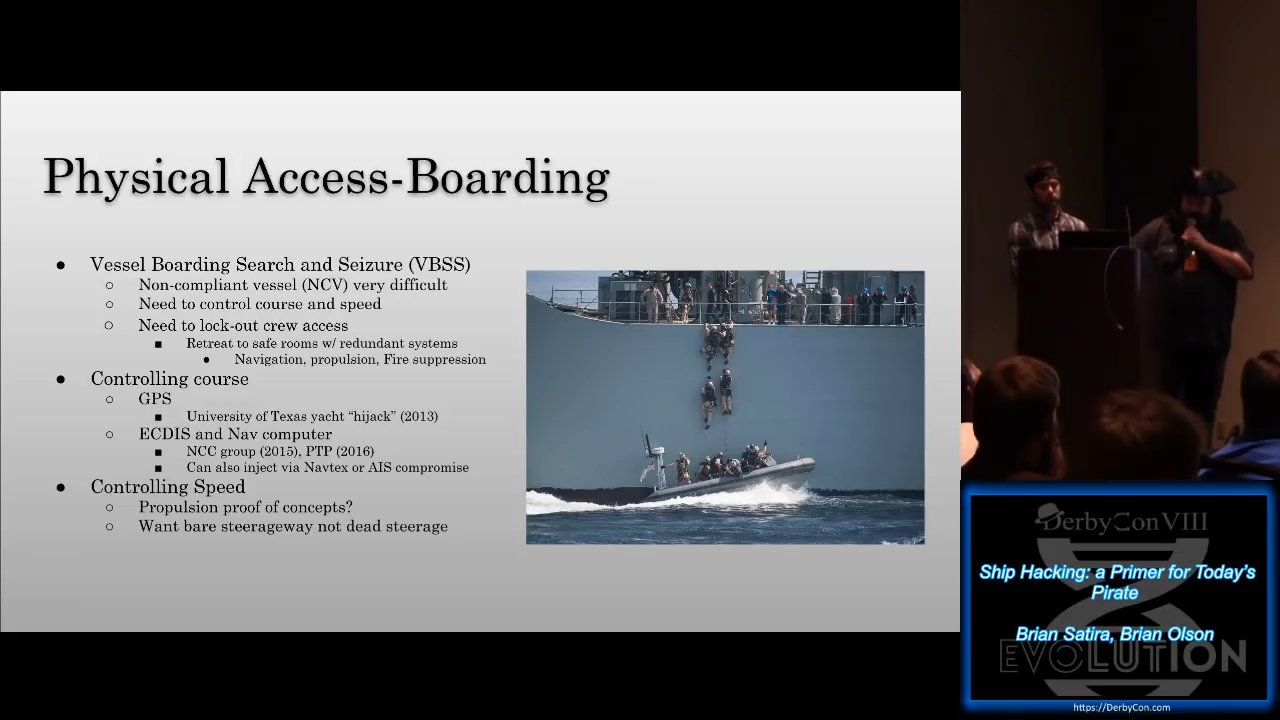 Physical Access-Boarding
● Vessel Boarding Search and Seizure (VBSS)
○ Non-compliant vessel (NCV) very difficult
○ Need to control course and speed
○ Need to lock-out crew access
■ Retreat to safe rooms w/ redundant systems
● Navigation, propulsion, Fire suppression
● Controlling course
○ GPS
■ University of Texas yacht “hijack” (2013)
○ ECDIS and Nav computer
■ NCC group (2015), PTP (2016)
■ Can also inject via Navtex or AIS compromise
● Controlling Speed
○ Propulsion proof of concepts?
○ Want bare steerageway not dead steerage
DerbyCon VIII
Ship Hacking: a Primer for Today's
Pirate
Brian Satira, Brian Olson
EVOLUTION
https://DerbyCon.com